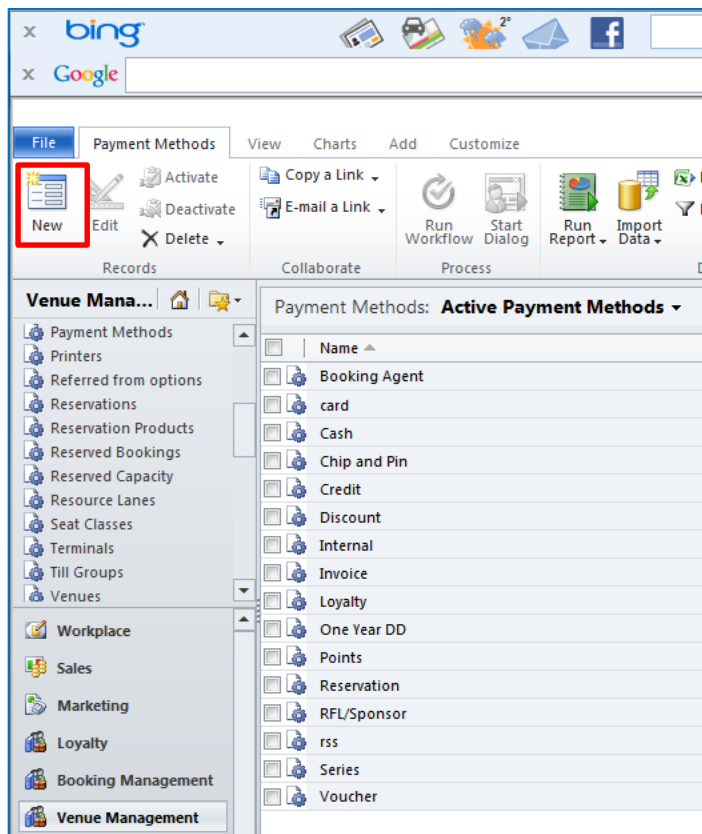 x bing 2°
x Google
File Payment Methods View Charts Add Customize
New Edit Activate Deactivate Delete
Copy a Link
E-mail a Link
Run Workflow Start Dialog
Run Report Import Data
Records Collaborate Process
Venue Mana...
Payment Methods
Printers
Referred from options
Reservations
Reservation Products
Reserved Bookings
Reserved Capacity
Resource Lanes
Seat Classes
Terminals
Till Groups
Venues
Workplace
Sales
Marketing
Loyalty
Booking Management
Venue Management
Payment Methods: Active Payment Methods
Name
Booking Agent
card
Cash
Chip and Pin
Credit
Discount
Internal
Invoice
Loyalty
One Year DD
Points
Reservation
RFL/Sponsor
rss
Series
Voucher